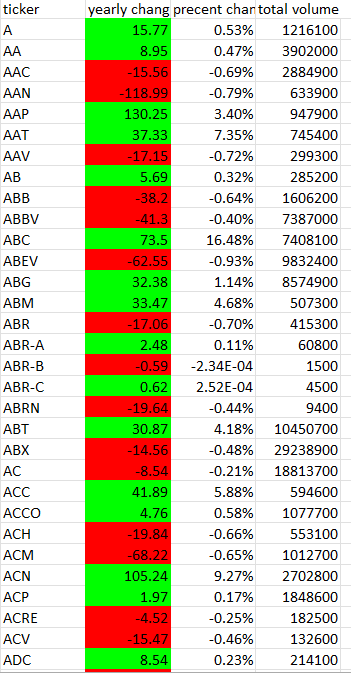 ticker yearly chang precent chan total volume
A 15.77 0.53% 1216100
AA 8.95 0.47% 3902000
AAC -15.56 -0.69% 2884900
AAN -118.99 -0.79% 633900
AAP 130.25 3.40% 947900
AAT 37.33 7.35% 745400
AAV -17.15 -0.72% 299300
AB 5.69 0.32% 285200
ABB -38.2 -0.64% 1606200
ABBV -41.3 -0.40% 7387000
ABC 73.5 16.48% 7408100
ABEV -62.55 -0.93% 9832400
ABG 32.38 1.14% 8574900
ABM 33.47 4.68% 507300
ABR -17.06 -0.70% 415300
ABR-A 2.48 0.11% 60800
ABR-B -0.59 -2.34E-04 1500
ABR-C 0.62 2.52E-04 4500
ABRN -19.64 -0.44% 9400
ABT 30.87 4.18% 10450700
ABX -14.56 -0.48% 29238900
AC -8.54 -0.21% 18813700
ACC 41.89 5.88% 594600
ACCO 4.76 0.58% 1077700
ACH -19.84 -0.66% 553100
ACM -68.22 -0.65% 1012700
ACN 105.24 9.27% 2702800
ACP 1.97 0.17% 1848600
ACRE -4.52 -0.25% 182500
ACV -15.47 -0.46% 132600
ADC 8.54 0.23% 214100